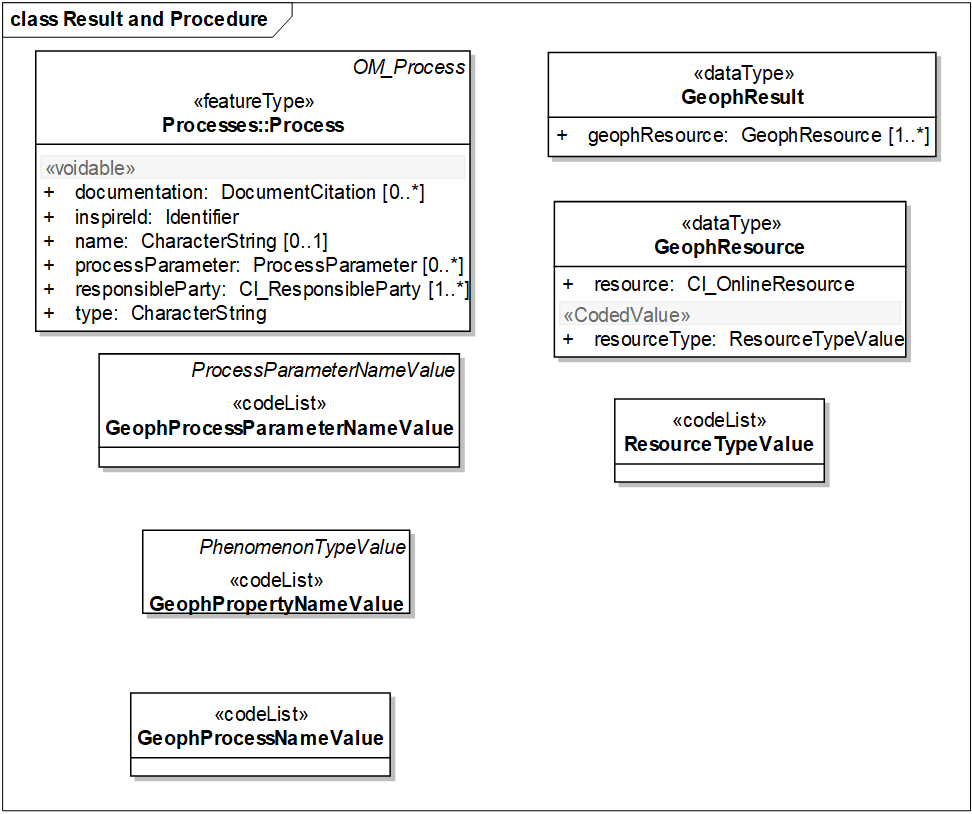 class Result and Procedure
OM_Process
«featureType»
Processes::Process
«voidable»
+ documentation: DocumentCitation [0..*]
+ inspireId: Identifier
+ name: CharacterString [0..1]
+ processParameter: ProcessParameter [0..*]
+ responsibleParty: CI_ResponsibleParty [1..*]
+ type: CharacterString
ProcessParameterNameValue
«codeList»
GeophProcessParameterNameValue
PhenomenonTypeValue
«codeList»
GeophPropertyNameValue
«codeList»
GeophProcessNameValue
«dataType»
GeophResult
+ geophResource: GeophResource [1..*]
«dataType»
GeophResource
+ resource: CI_OnlineResource
«CodedValue»
+ resourceType: ResourceTypeValue
«codeList»
ResourceTypeValue